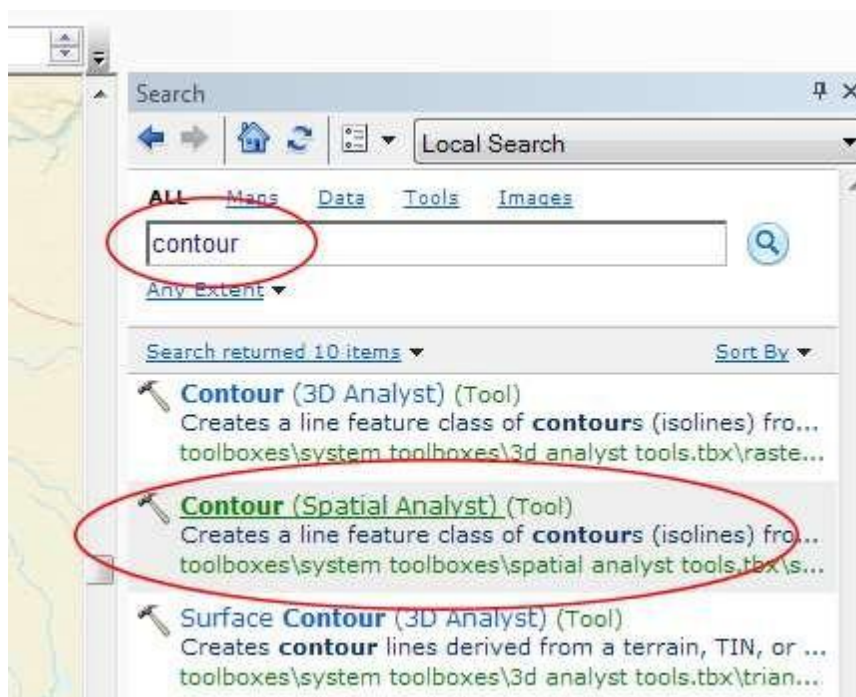 Search
Local Search
ALL Maps Data Tools Images
contour
Any Extent
Search returned 10 items Sort By
Contour (3D Analyst) (Tool)
Creates a line feature class of contours (isolines) fro...
toolboxes\system toolboxes\3d analyst tools.tbx\raste...
Contour (Spatial Analyst) (Tool)
Creates a line feature class of contours (isolines) fro...
toolboxes\system toolboxes\spatial analyst tools.tbx\s...
Surface Contour (3D Analyst) (Tool)
Creates contour lines derived from a terrain, TIN, or ...
toolboxes\system toolboxes\3d analyst tools.tbx\trian...